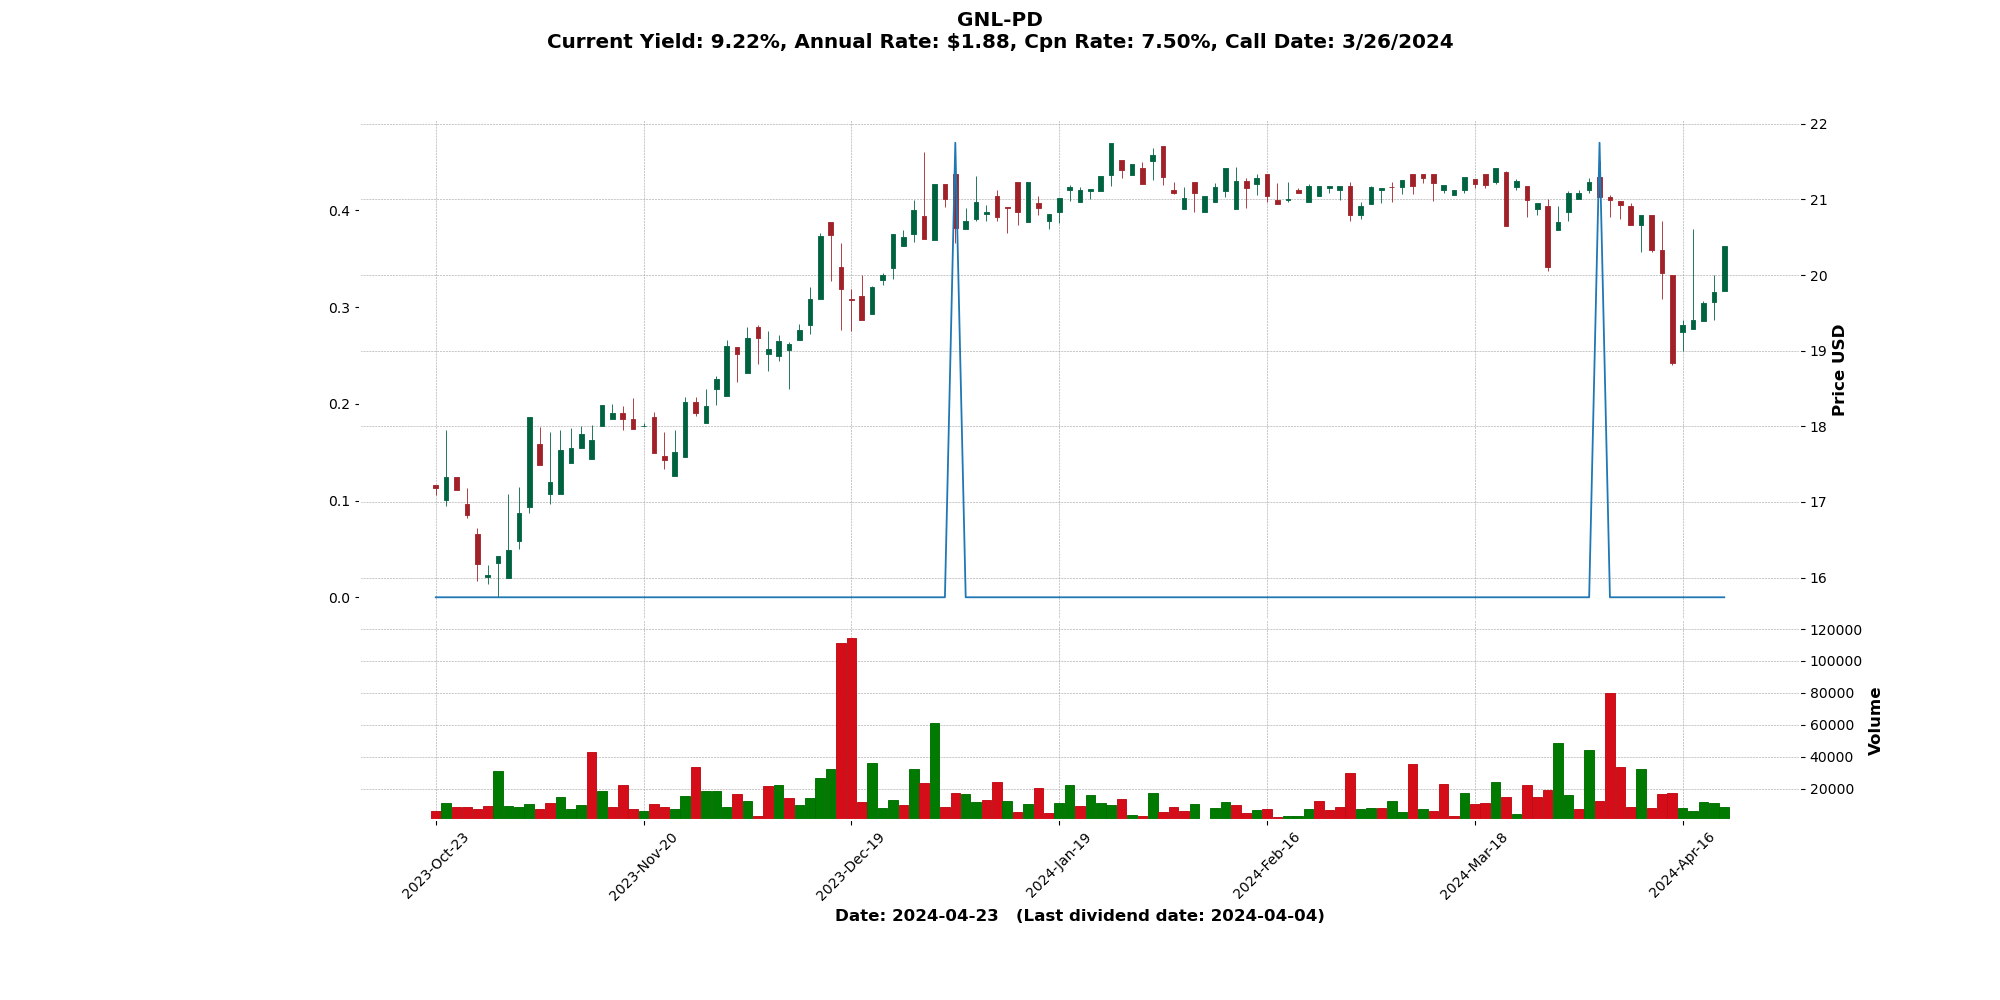 GNL-PD
Current Yield: 9.22%, Annual Rate: $1.88, Cpn Rate: 7.50%, Call Date: 3/26/2024
0.4
0.3
0.2
0.1
0.0
22
21
20
19
18
17
16
Price USD
120000
100000
80000
60000
40000
20000
Volume
2023-Oct-23
2023-Nov-20
2023-Dec-19
2024-Jan-19
2024-Feb-16
2024-Mar-18
2024-Apr-16
Date: 2024-04-23 (Last dividend date: 2024-04-04)